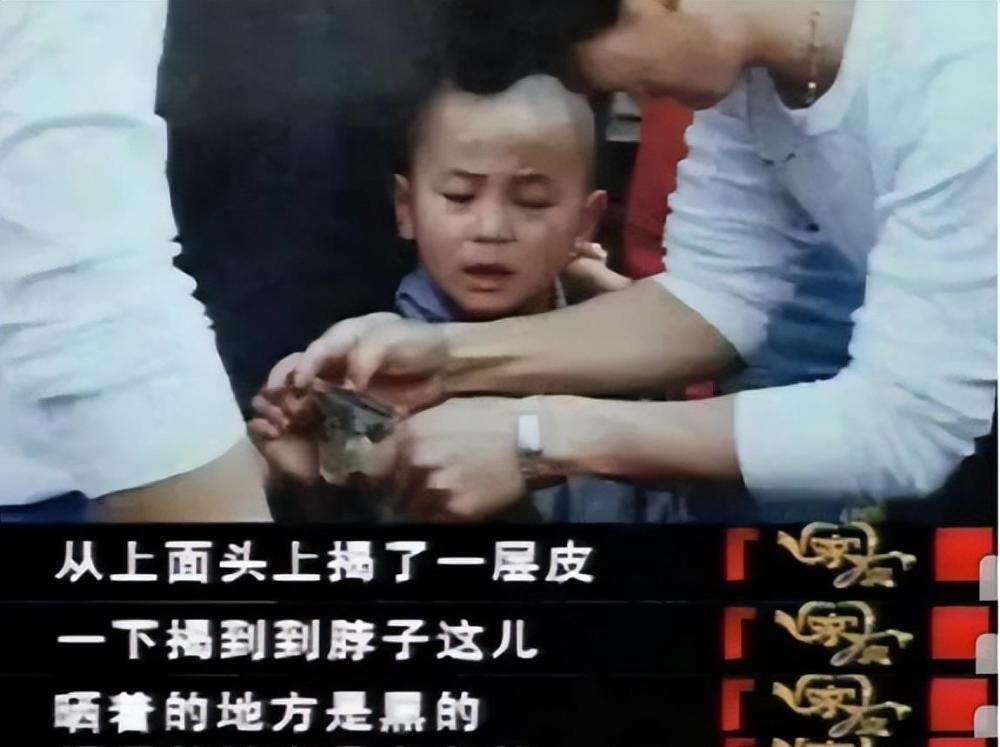 从上面头上揭了一层皮
一下揭到到脖子这儿
晒着的地方是黑的